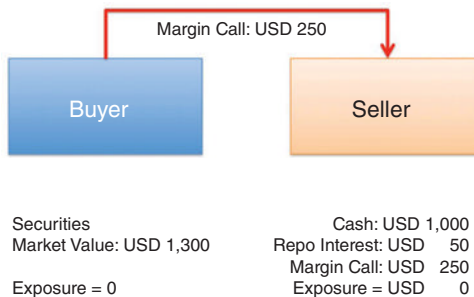 Margin Call: USD 250
Buyer
Seller
Securities
Market Value: USD 1,300
Exposure = 0
Cash: USD 1,000
Repo Interest: USD 50
Margin Call: USD 250
Exposure = USD 0